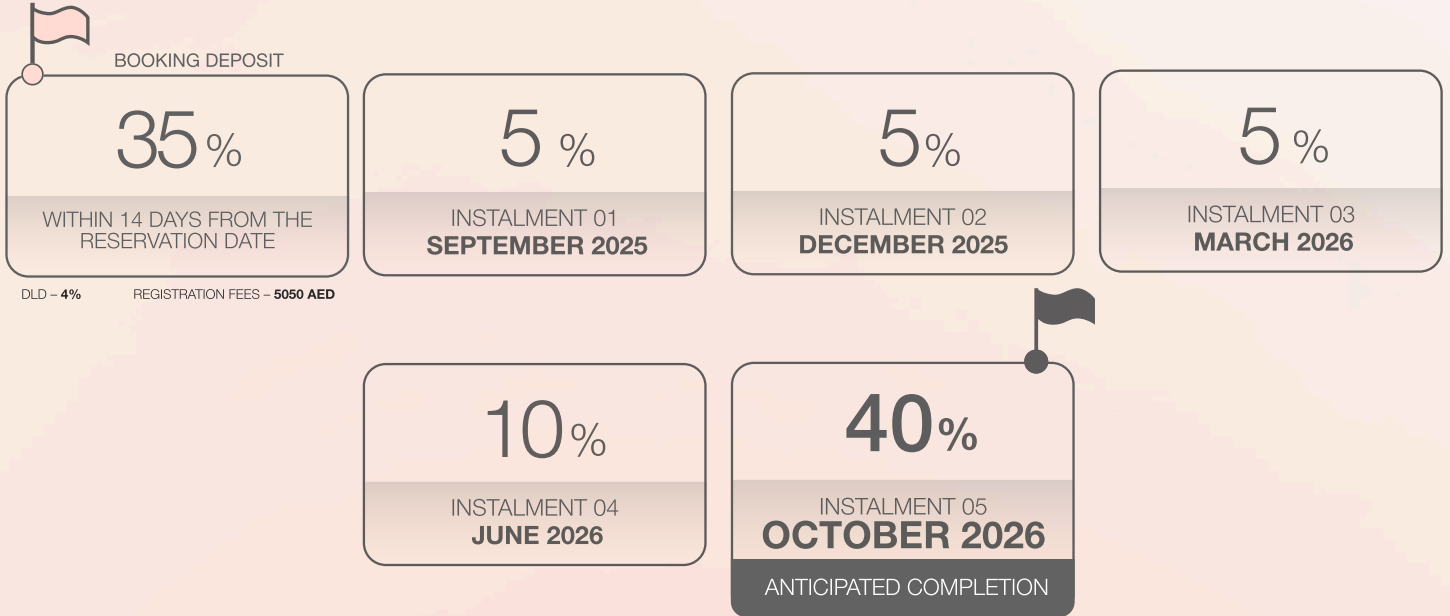 BOOKING DEPOSIT
35 %
WITHIN 14 DAYS FROM THE
RESERVATION DATE
DLD – 4% REGISTRATION FEES – 5050 AED
5 %
INSTALMENT 01
SEPTEMBER 2025
5%
INSTALMENT 02
DECEMBER 2025
5 %
INSTALMENT 03
MARCH 2026
10%
INSTALMENT 04
JUNE 2026
40%
INSTALMENT 05
OCTOBER 2026
ANTICIPATED COMPLETION